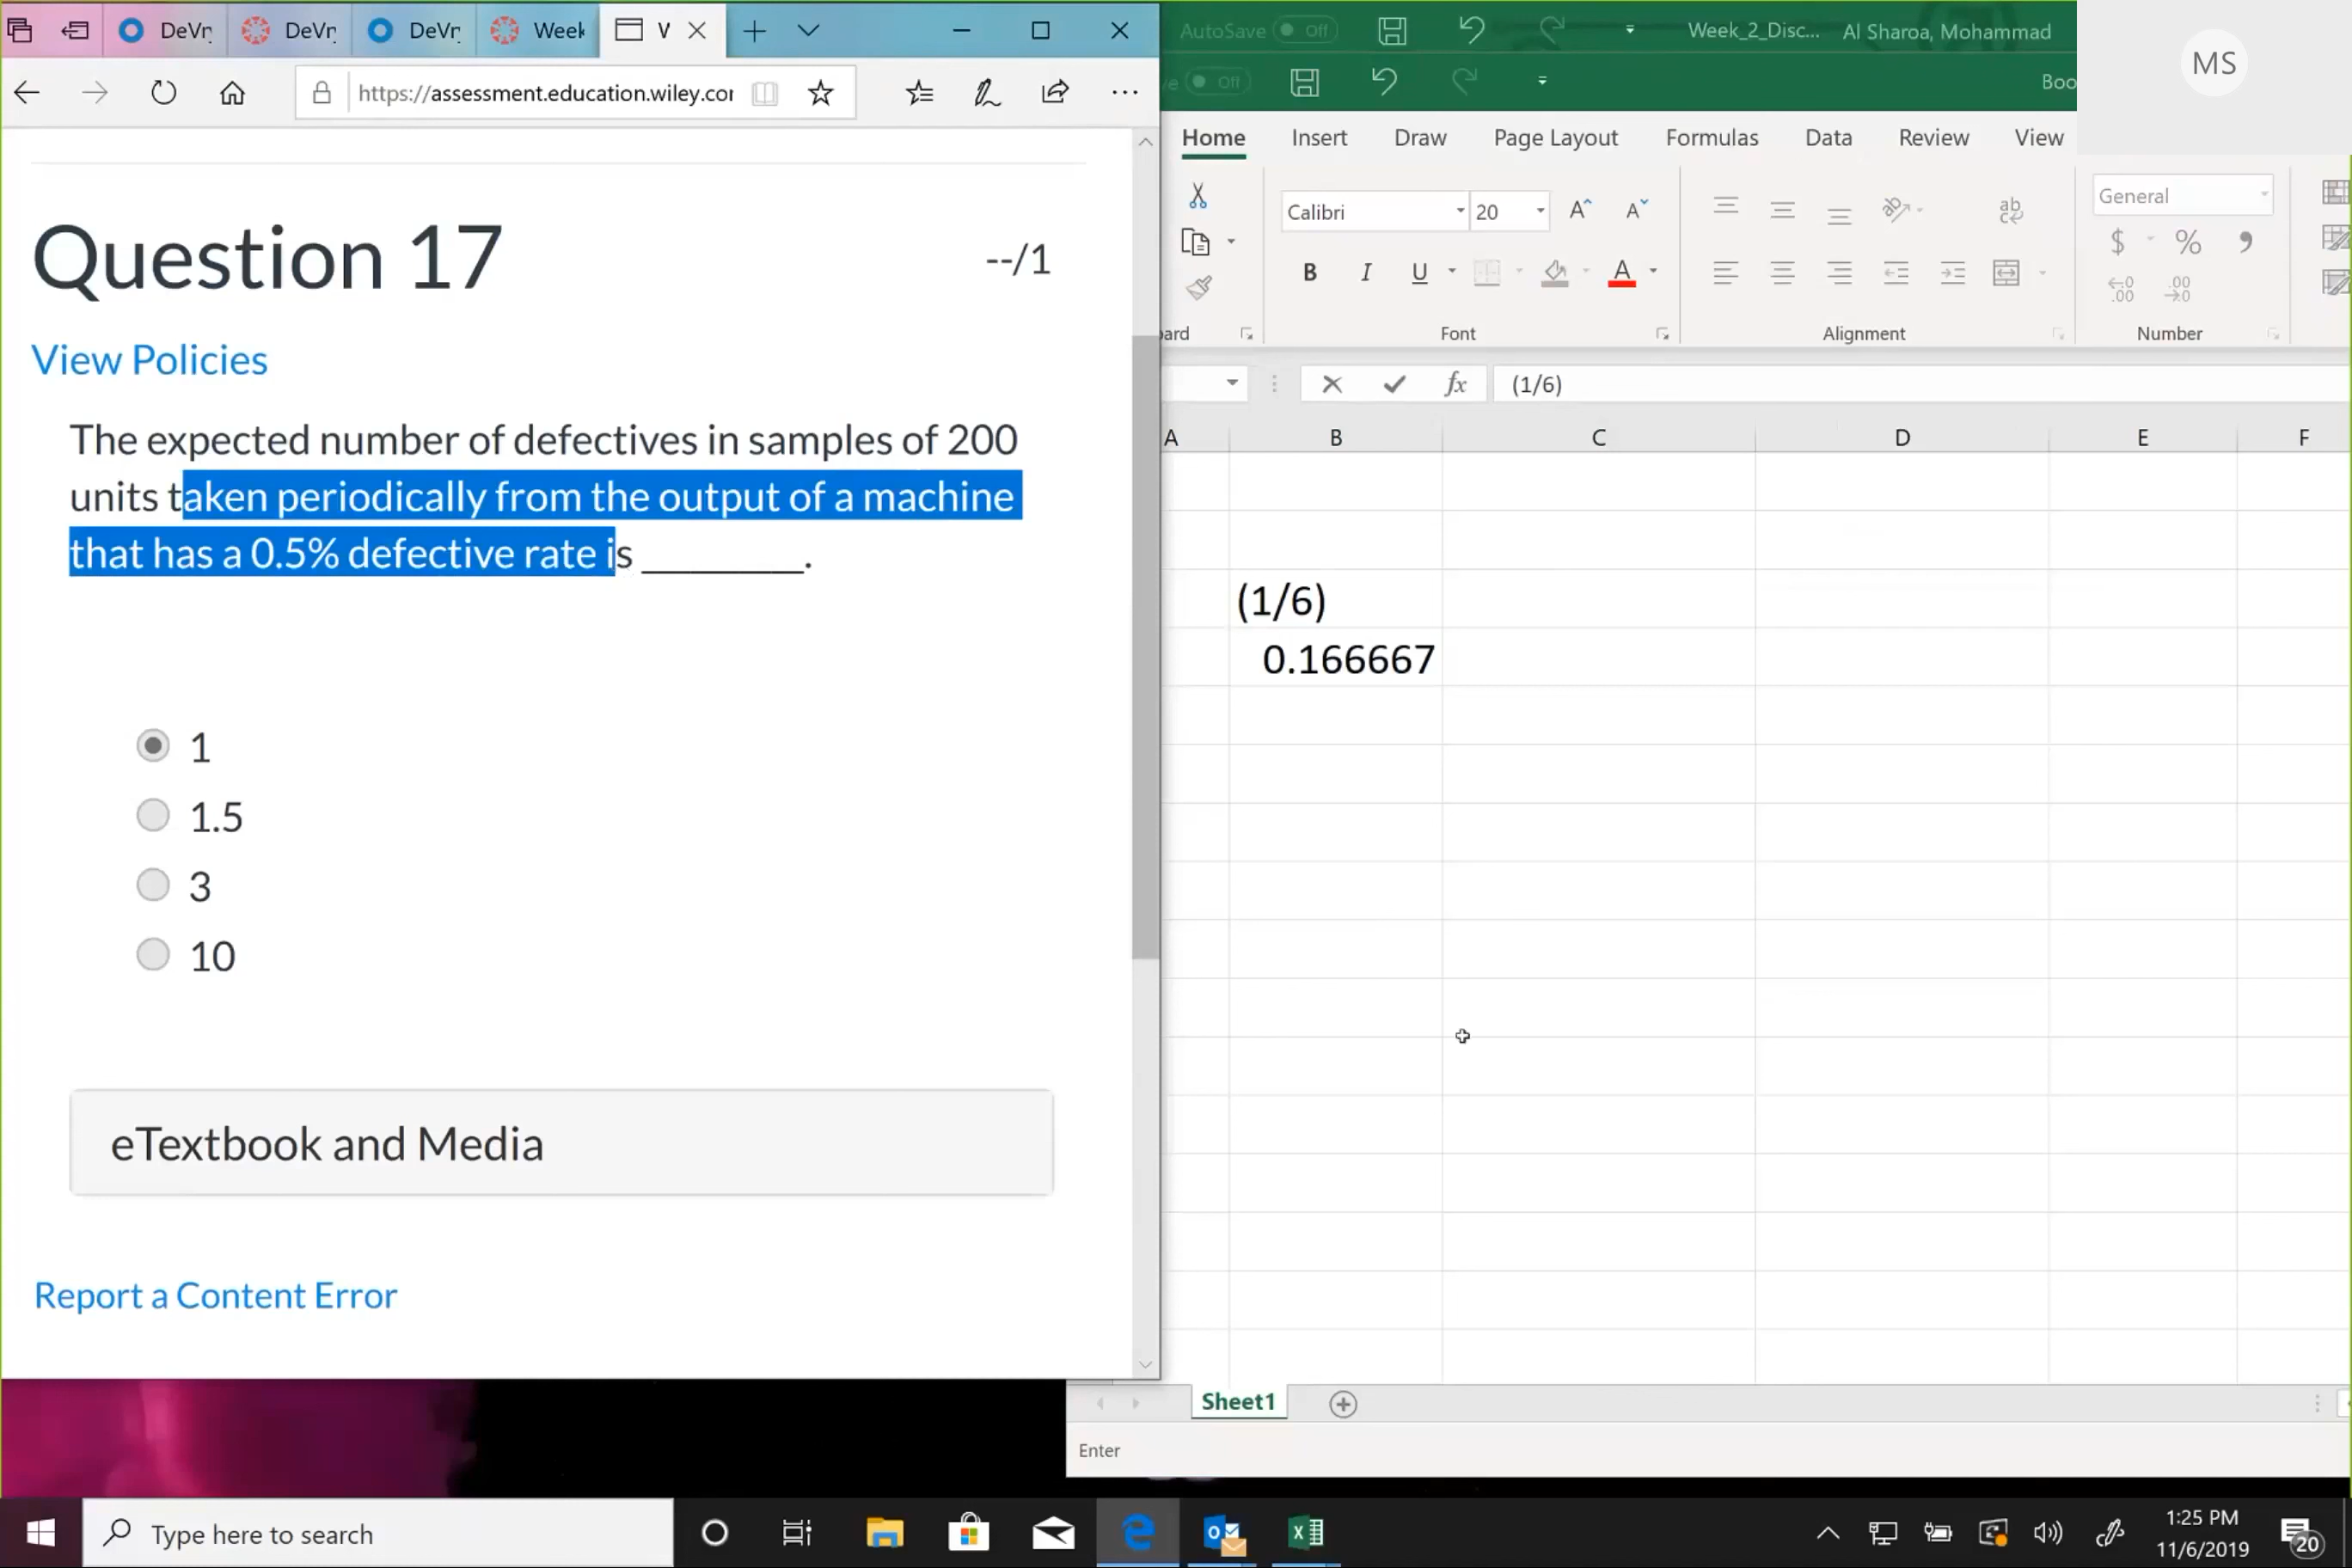 DeVr
DeVr
DeVr
Week
V
https://assessment.education.wiley.cor
Question 17
--/1
View Policies
The expected number of defectives in samples of 200
units taken periodically from the output of a machine
that has a 0.5% defective rate is _______.
1
1.5
3
10
eTextbook and Media
Report a Content Error
AutoSave Off
Week_2_Disc...
Al Sharoa, Mohammad
MS
Off
Boo
Home Insert Draw Page Layout Formulas Data Review View
Calibri
20
General
B I U A
$ % 9
ard
Font
Alignment
Number
fx
(1/6)
A B C D E F
(1/6)
0.166667
Sheet1
Enter
Type here to search
1:25 PM
11/6/2019
20